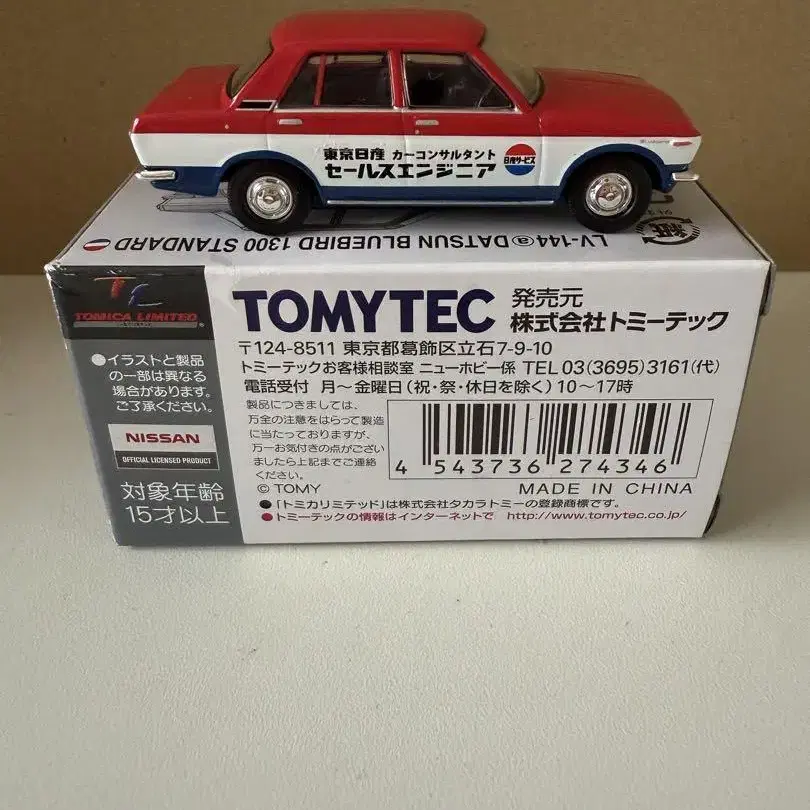 東京日産 カーコンサルタント
セールスエンジニア
日産サービス
LV-144ⓐDATSUN BLUEBIRD 1300 STANDARD
TL
TOMICA LIMITED
®
●イラストと製品
の一部は異なる
場合があります。
ご了承ください。
NISSAN
OFFICIAL LICENSED PRODUCT
対象年齢
15才以上
TOMYTEC
発売元
株式会社トミーテック
〒124-8511 東京都葛飾区立石7-9-10
トミーテックお客様相談室 ニューホビー係 TEL 03(3695)3161(代)
電話受付 月〜金曜日(祝・祭・休日を除く)10〜17時
製品につきましては、
万全の注意をはらって製造
に当たっておりますが、
万一お気付きの点がござい
ましたら上記までご連絡
ください。
4 543736 274346
© TOMY
MADE IN CHINA
●「トミカリミテッド」は株式会社タカラトミーの登録商標です。
●トミーテックの情報はインターネットで http://www.tomytec.co.jp/